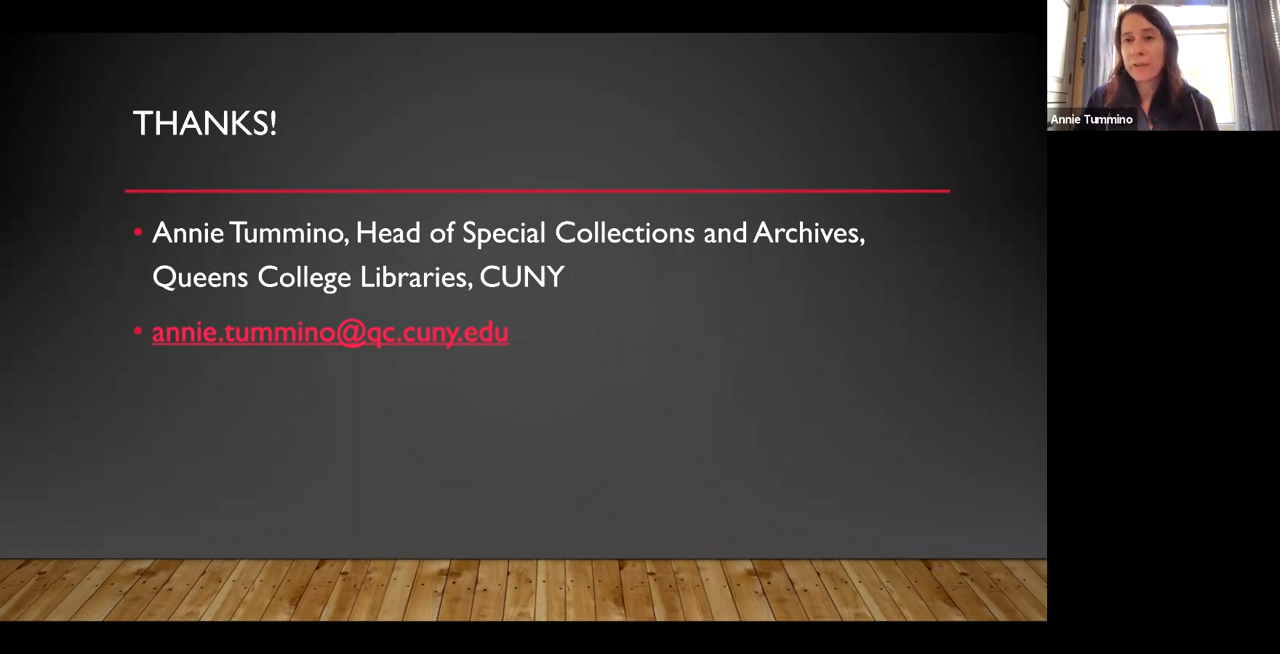 THANKS!
• Annie Tummino, Head of Special Collections and Archives,
Queens College Libraries, CUNY
• annie.tummino@qc.cuny.edu
Annie Tummino